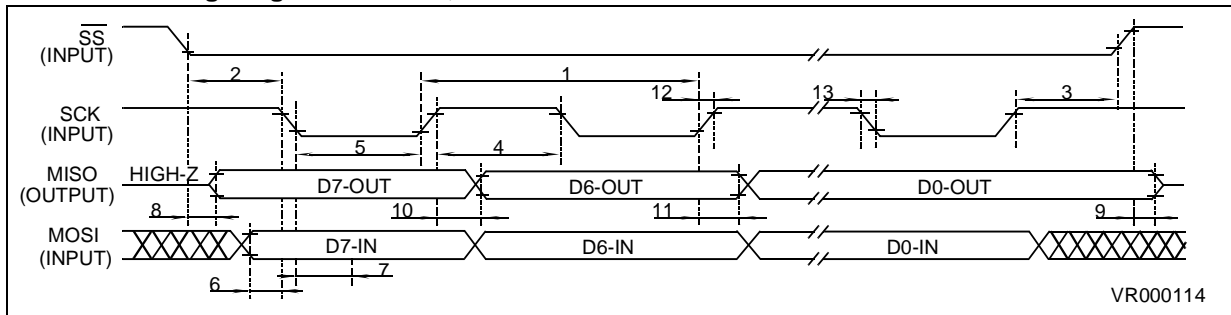 SS
(INPUT)
2
1
12
13
3
SCK
(INPUT)
5
4
MISO
(OUTPUT)
HIGH-Z
D7-OUT
D6-OUT
D0-OUT
8
10
11
9
MOSI
(INPUT)
D7-IN
D6-IN
D0-IN
7
6
VR000114